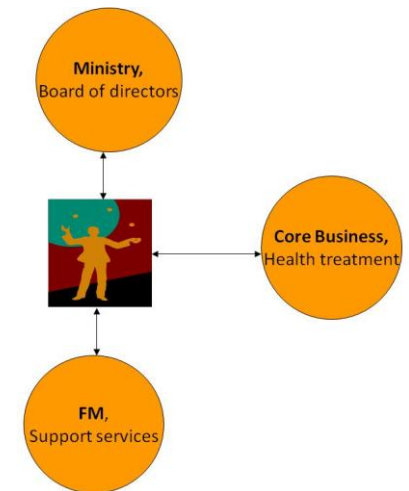 Ministry,
Board of directors
Core Business,
Health treatment
FM,
Support services